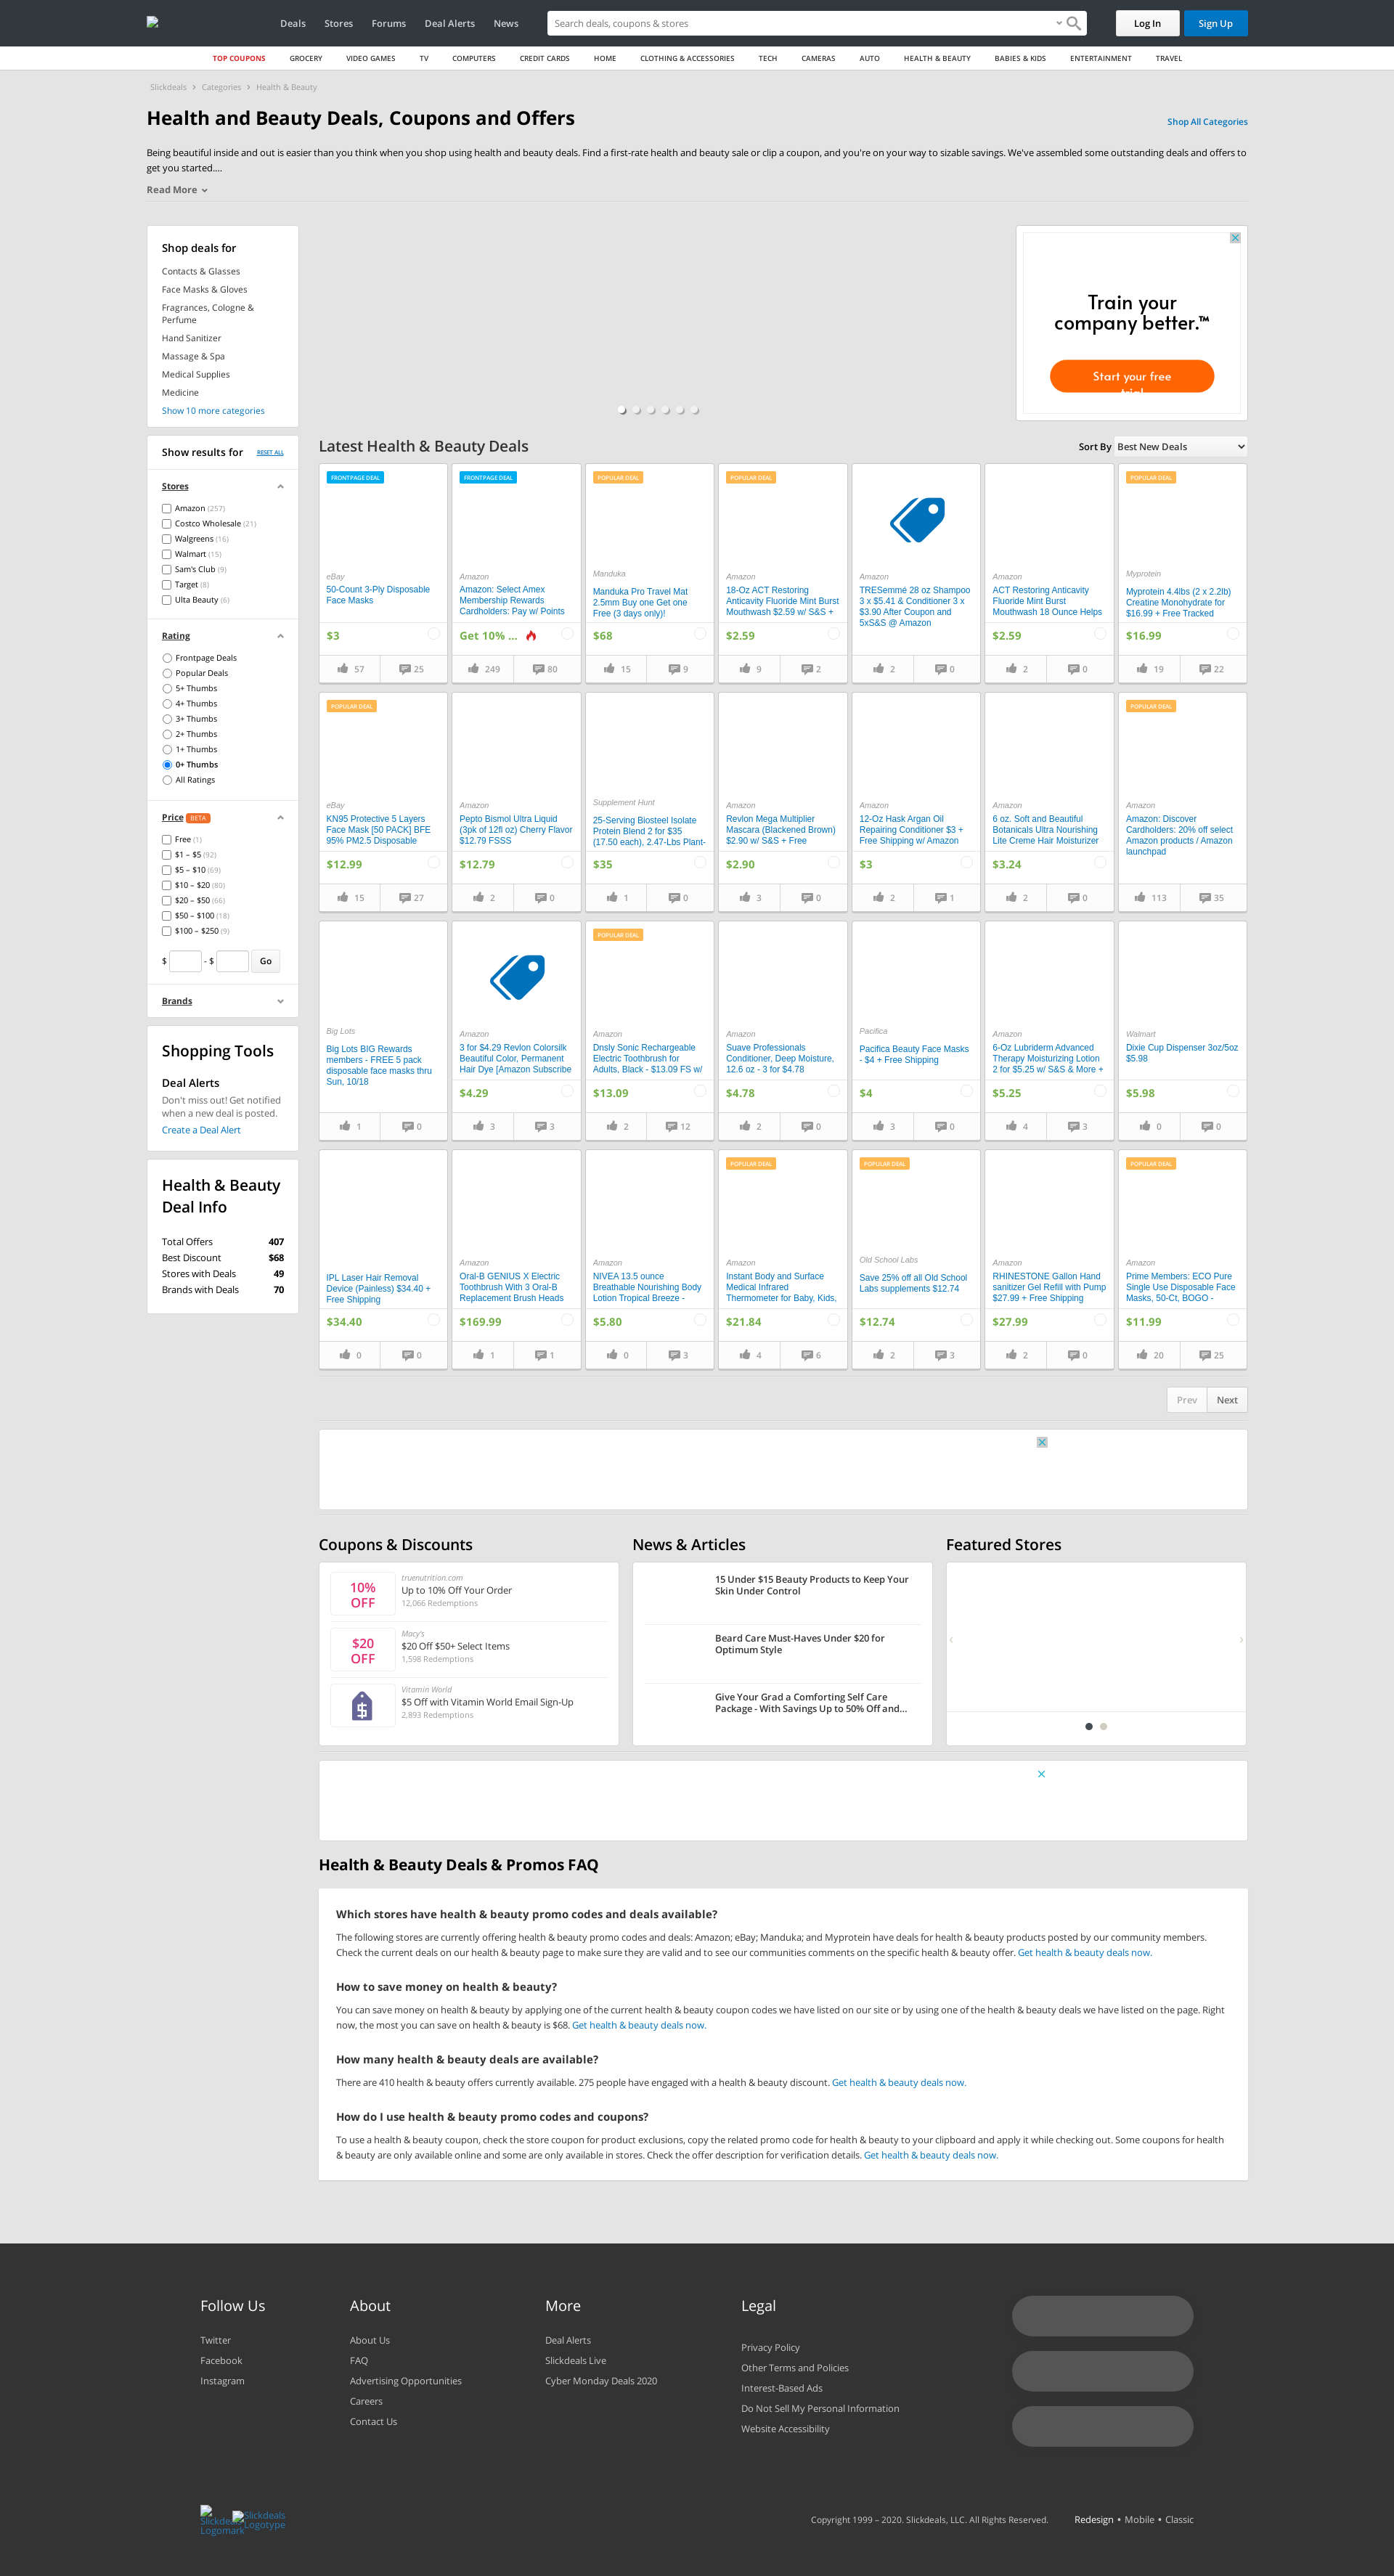 Deals
Stores
Forums
Deal Alerts
News
Search deals, coupons & stores
Log In
Sign Up
TOP COUPONS
GROCERY
VIDEO GAMES
TV
COMPUTERS
CREDIT CARDS
HOME
CLOTHING & ACCESSORIES
TECH
CAMERAS
AUTO
HEALTH & BEAUTY
BABIES & KIDS
ENTERTAINMENT
TRAVEL
Slickdeals › Categories › Health & Beauty
Health and Beauty Deals, Coupons and Offers
Shop All Categories
Being beautiful inside and out is easier than you think when you shop using health and beauty deals. Find a first-rate health and beauty sale or clip a coupon, and you're on your way to sizable savings. We've assembled some outstanding deals and offers to
get you started....
Read More
Shop deals for
Contacts & Glasses
Face Masks & Gloves
Fragrances, Cologne &
Perfume
Hand Sanitizer
Massage & Spa
Medical Supplies
Medicine
Show 10 more categories
Train your
company better.™
Start your free
trial
Show results for
RESET ALL
Stores
Amazon (257)
Costco Wholesale (21)
Walgreens (16)
Walmart (15)
Sam's Club (9)
Target (8)
Ulta Beauty (6)
Rating
Frontpage Deals
Popular Deals
5+ Thumbs
4+ Thumbs
3+ Thumbs
2+ Thumbs
1+ Thumbs
0+ Thumbs
All Ratings
Price BETA
Free (1)
$1 – $5 (92)
$5 – $10 (69)
$10 – $20 (80)
$20 – $50 (66)
$50 – $100 (18)
$100 – $250 (9)
$ - $ Go
Brands
Shopping Tools
Deal Alerts
Don't miss out! Get notified
when a new deal is posted.
Create a Deal Alert
Health & Beauty
Deal Info
Total Offers 407
Best Discount $68
Stores with Deals 49
Brands with Deals 70
Latest Health & Beauty Deals
Sort By Best New Deals
FRONTPAGE DEAL
eBay
50-Count 3-Ply Disposable
Face Masks
$3
57 25
FRONTPAGE DEAL
Amazon
Amazon: Select Amex
Membership Rewards
Cardholders: Pay w/ Points
Get 10% ...
249 80
POPULAR DEAL
Manduka
Manduka Pro Travel Mat
2.5mm Buy one Get one
Free (3 days only)!
$68
15 9
POPULAR DEAL
Amazon
18-Oz ACT Restoring
Anticavity Fluoride Mint Burst
Mouthwash $2.59 w/ S&S +
$2.59
9 2
Amazon
TRESemmé 28 oz Shampoo
3 x $5.41 & Conditioner 3 x
$3.90 After Coupon and
5xS&S @ Amazon
2 0
Amazon
ACT Restoring Anticavity
Fluoride Mint Burst
Mouthwash 18 Ounce Helps
$2.59
2 0
POPULAR DEAL
Myprotein
Myprotein 4.4lbs (2 x 2.2lb)
Creatine Monohydrate for
$16.99 + Free Tracked
$16.99
19 22
POPULAR DEAL
eBay
KN95 Protective 5 Layers
Face Mask [50 PACK] BFE
95% PM2.5 Disposable
$12.99
15 27
Amazon
Pepto Bismol Ultra Liquid
(3pk of 12fl oz) Cherry Flavor
$12.79 FSSS
$12.79
2 0
Supplement Hunt
25-Serving Biosteel Isolate
Protein Blend 2 for $35
(17.50 each), 2.47-Lbs Plant-
$35
1 0
Amazon
Revlon Mega Multiplier
Mascara (Blackened Brown)
$2.90 w/ S&S + Free
$2.90
3 0
Amazon
12-Oz Hask Argan Oil
Repairing Conditioner $3 +
Free Shipping w/ Amazon
$3
2 1
Amazon
6 oz. Soft and Beautiful
Botanicals Ultra Nourishing
Lite Creme Hair Moisturizer
$3.24
2 0
POPULAR DEAL
Amazon
Amazon: Discover
Cardholders: 20% off select
Amazon products / Amazon
launchpad
113 35
Big Lots
Big Lots BIG Rewards
members - FREE 5 pack
disposable face masks thru
Sun, 10/18
1 0
Amazon
3 for $4.29 Revlon Colorsilk
Beautiful Color, Permanent
Hair Dye [Amazon Subscribe
$4.29
3 3
POPULAR DEAL
Amazon
Dnsly Sonic Rechargeable
Electric Toothbrush for
Adults, Black - $13.09 FS w/
$13.09
2 12
Amazon
Suave Professionals
Conditioner, Deep Moisture,
12.6 oz - 3 for $4.78
$4.78
2 0
Pacifica
Pacifica Beauty Face Masks
- $4 + Free Shipping
$4
3 0
Amazon
6-Oz Lubriderm Advanced
Therapy Moisturizing Lotion
2 for $5.25 w/ S&S & More +
$5.25
4 3
Walmart
Dixie Cup Dispenser 3oz/5oz
$5.98
$5.98
0 0
IPL Laser Hair Removal
Device (Painless) $34.40 +
Free Shipping
$34.40
0 0
Amazon
Oral-B GENIUS X Electric
Toothbrush With 3 Oral-B
Replacement Brush Heads
$169.99
1 1
Amazon
NIVEA 13.5 ounce
Breathable Nourishing Body
Lotion Tropical Breeze -
$5.80
0 3
POPULAR DEAL
Amazon
Instant Body and Surface
Medical Infrared
Thermometer for Baby, Kids,
$21.84
4 6
POPULAR DEAL
Old School Labs
Save 25% off all Old School
Labs supplements $12.74
$12.74
2 3
Amazon
RHINESTONE Gallon Hand
sanitizer Gel Refill with Pump
$27.99 + Free Shipping
$27.99
2 0
POPULAR DEAL
Amazon
Prime Members: ECO Pure
Single Use Disposable Face
Masks, 50-Ct, BOGO -
$11.99
20 25
Prev
Next
Coupons & Discounts
10%
OFF
truenutrition.com
Up to 10% Off Your Order
12,066 Redemptions
$20
OFF
Macy's
$20 Off $50+ Select Items
1,598 Redemptions
Vitamin World
$5 Off with Vitamin World Email Sign-Up
2,893 Redemptions
News & Articles
15 Under $15 Beauty Products to Keep Your
Skin Under Control
Beard Care Must-Haves Under $20 for
Optimum Style
Give Your Grad a Comforting Self Care
Package - With Savings Up to 50% Off and...
Featured Stores
Health & Beauty Deals & Promos FAQ
Which stores have health & beauty promo codes and deals available?
The following stores are currently offering health & beauty promo codes and deals: Amazon; eBay; Manduka; and Myprotein have deals for health & beauty products posted by our community members.
Check the current deals on our health & beauty page to make sure they are valid and to see our communities comments on the specific health & beauty offer. Get health & beauty deals now.
How to save money on health & beauty?
You can save money on health & beauty by applying one of the current health & beauty coupon codes we have listed on our site or by using one of the health & beauty deals we have listed on the page. Right
now, the most you can save on health & beauty is $68. Get health & beauty deals now.
How many health & beauty deals are available?
There are 410 health & beauty offers currently available. 275 people have engaged with a health & beauty discount. Get health & beauty deals now.
How do I use health & beauty promo codes and coupons?
To use a health & beauty coupon, check the store coupon for product exclusions, copy the related promo code for health & beauty to your clipboard and apply it while checking out. Some coupons for health
& beauty are only available online and some are only available in stores. Check the offer description for verification details. Get health & beauty deals now.
Follow Us
Twitter
Facebook
Instagram
About
About Us
FAQ
Advertising Opportunities
Careers
Contact Us
More
Deal Alerts
Slickdeals Live
Cyber Monday Deals 2020
Legal
Privacy Policy
Other Terms and Policies
Interest-Based Ads
Do Not Sell My Personal Information
Website Accessibility
Slickdeals
Logomark
Slickdeals
Logotype
Copyright 1999 – 2020. Slickdeals, LLC. All Rights Reserved.
Redesign • Mobile • Classic